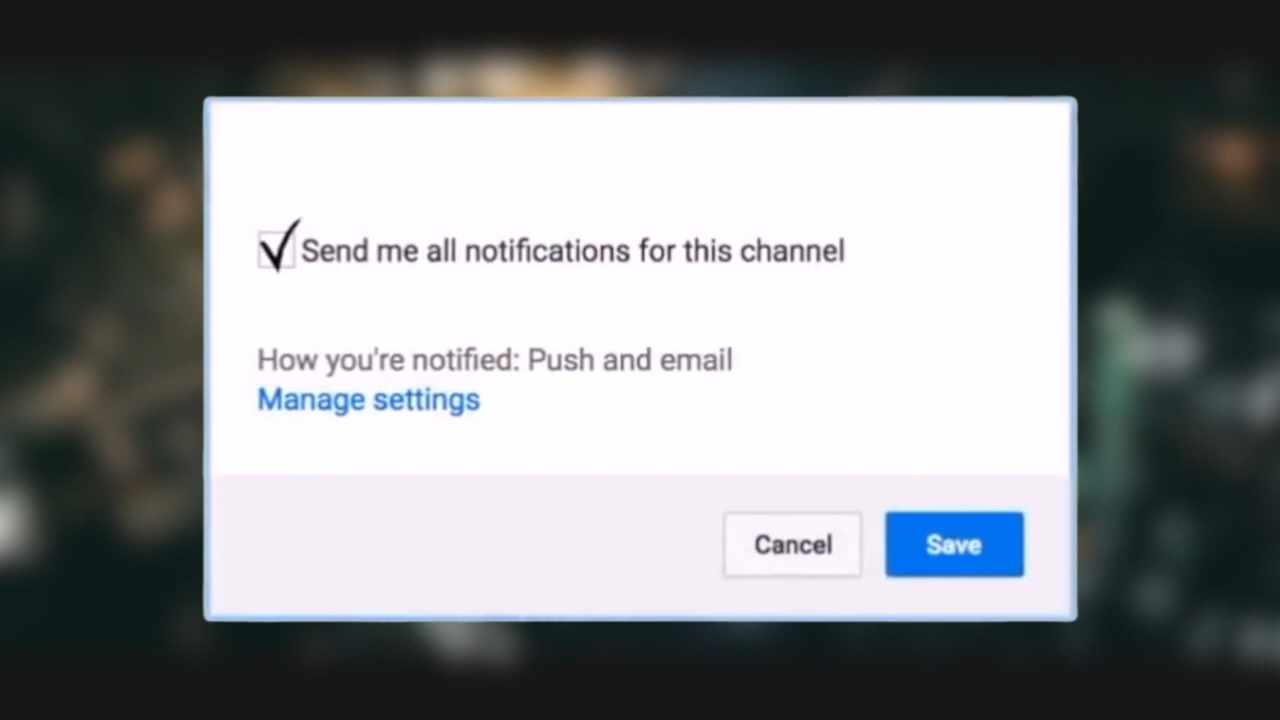 Send me all notifications for this channel
How you're notified: Push and email
Manage settings
Cancel
Save